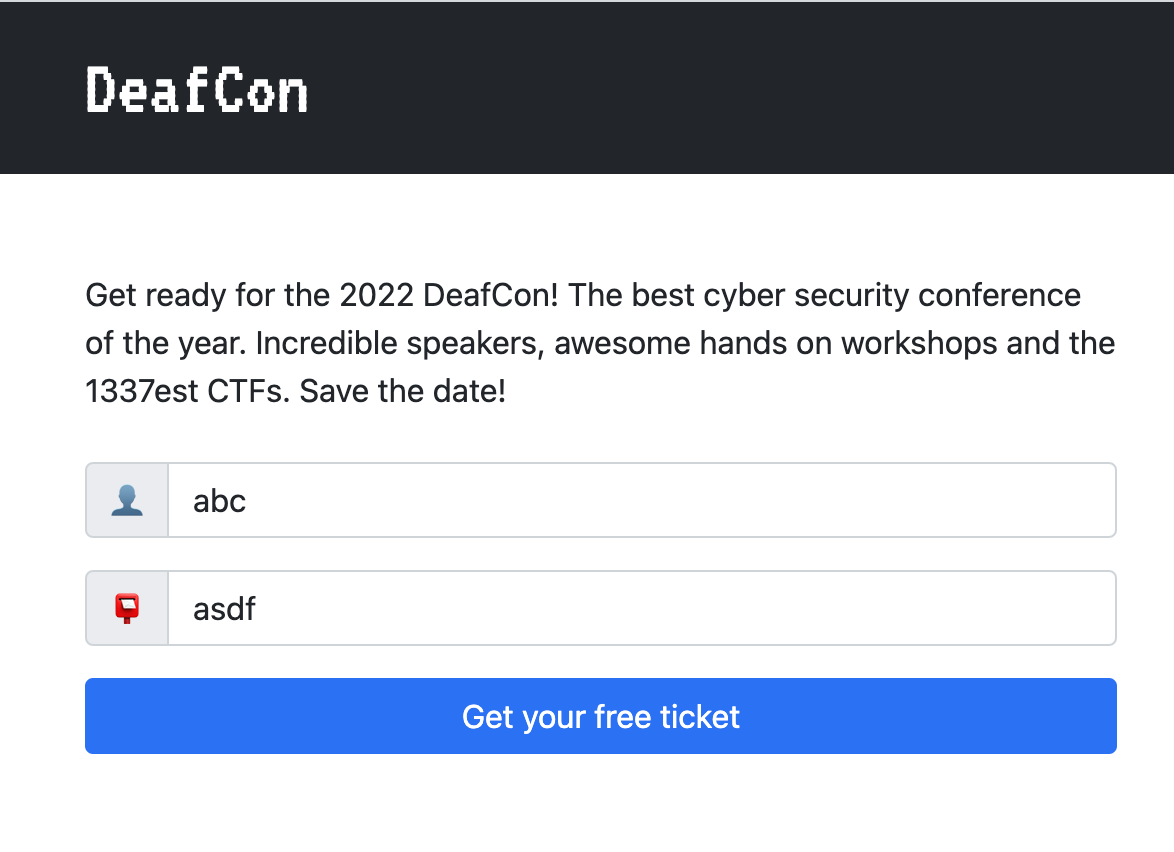 DeafCon
Get ready for the 2022 DeafCon! The best cyber security conference
of the year. Incredible speakers, awesome hands on workshops and the
1337est CTFs. Save the date!
abc
asdf
Get your free ticket